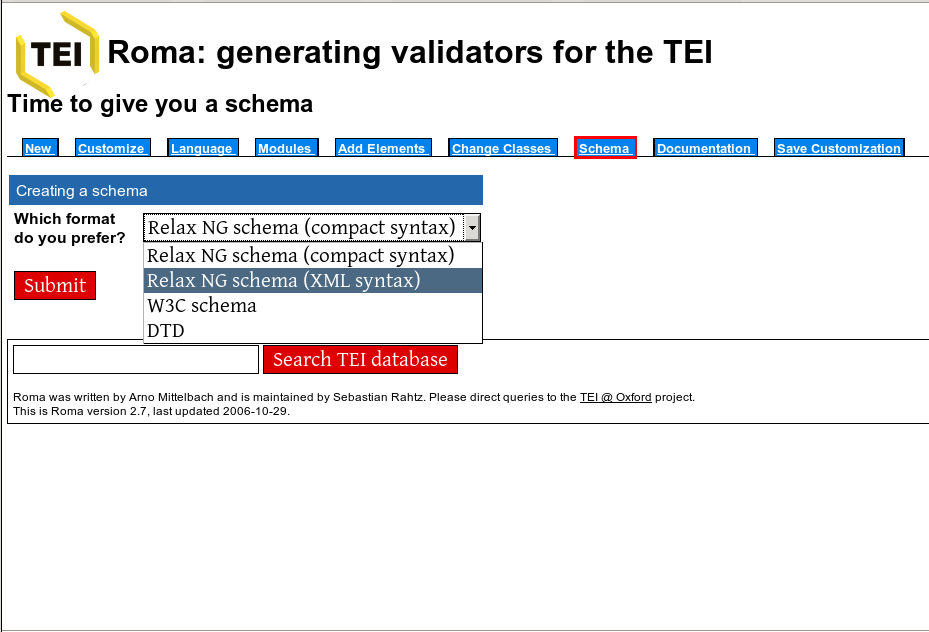 TEI
Roma: generating validators for the TEI
Time to give you a schema
New Customize Language Modules Add Elements Change Classes Schema Documentation Save Customization
Creating a schema
Which format
do you prefer?
Relax NG schema (compact syntax)
Relax NG schema (compact syntax)
Relax NG schema (XML syntax)
W3C schema
DTD
Submit
Search TEI database
Roma was written by Arno Mittelbach and is maintained by Sebastian Rahtz. Please direct queries to the TEI @ Oxford project.
This is Roma version 2.7, last updated 2006-10-29.